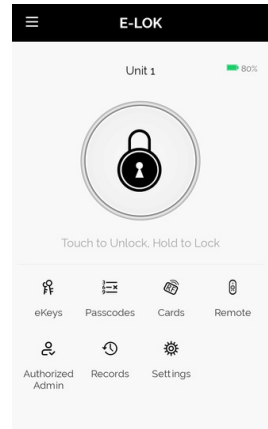 E-LOK
Unit 1
80%
Touch to Unlock, Hold to Lock
eKeys
Passcodes
Cards
Remote
Authorized
Admin
Records
Settings